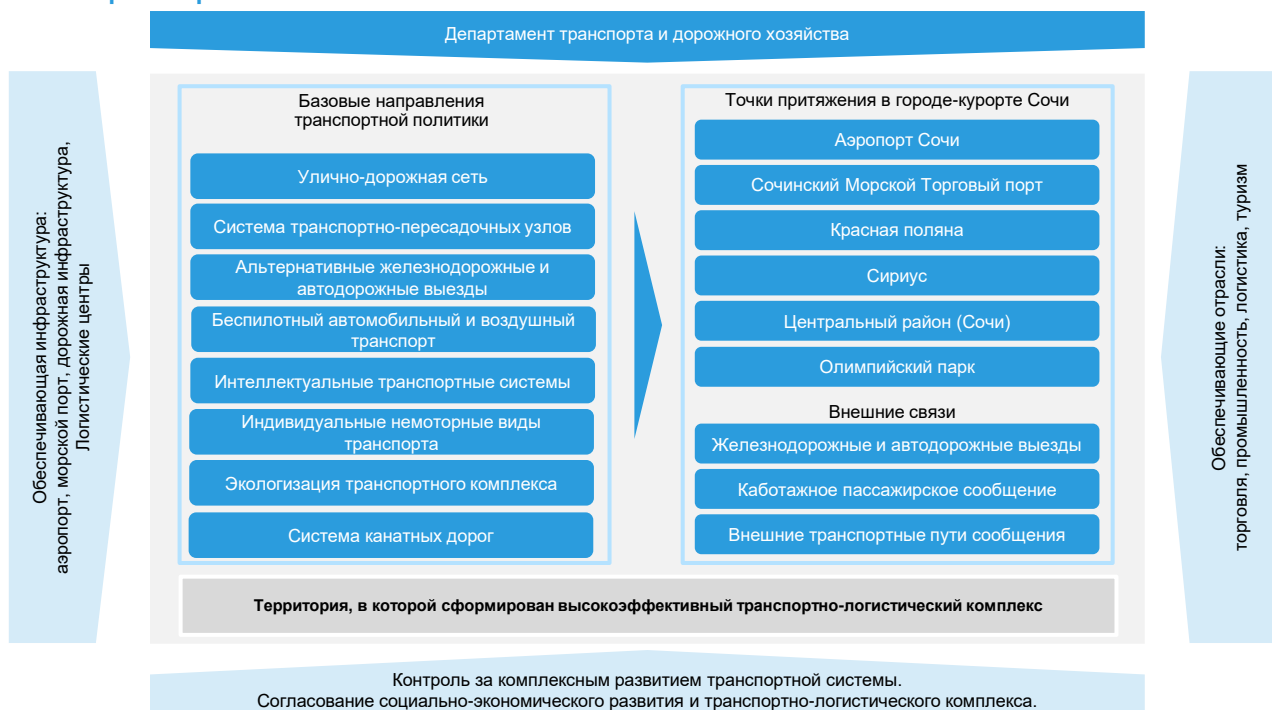 Департамент транспорта и дорожного хозяйства
Обеспечивающая инфраструктура:
аэропорт, морской порт, дорожная инфраструктура,
Логистические центры
Базовые направления
транспортной политики
Улично-дорожная сеть
Система транспортно-пересадочных узлов
Альтернативные железнодорожные и
автодорожные выезды
Беспилотный автомобильный и воздушный
транспорт
Интеллектуальные транспортные системы
Индивидуальные немоторные виды
транспорта
Экологизация транспортного комплекса
Система канатных дорог
Точки притяжения в городе-курорте Сочи
Аэропорт Сочи
Сочинский Морской Торговый порт
Красная поляна
Сириус
Центральный район (Сочи)
Олимпийский парк
Внешние связи
Железнодорожные и автодорожные выезды
Каботажное пассажирское сообщение
Внешние транспортные пути сообщения
Обеспечивающие отрасли:
торговля, промышленность, логистика, туризм
Территория, в которой сформирован высокоэффективный транспортно-логистический комплекс
Контроль за комплексным развитием транспортной системы.
Согласование социально-экономического развития и транспортно-логистического комплекса.